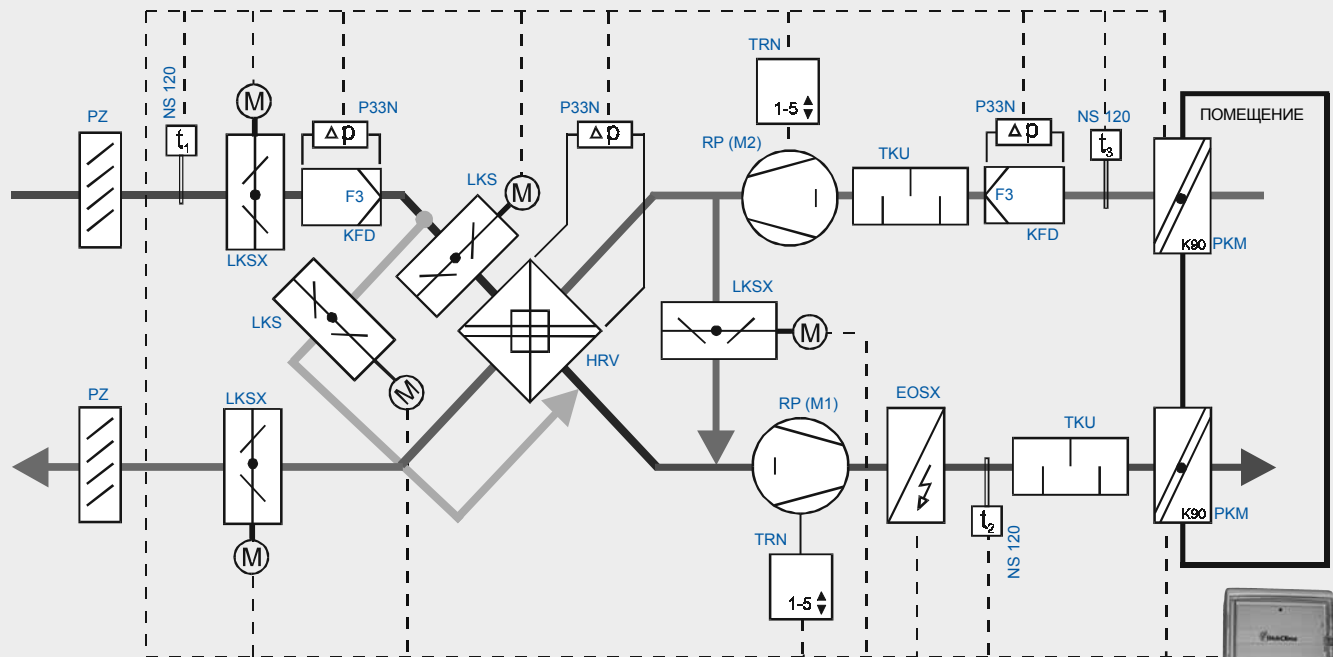 TRN
1-5
PZ
NS 120
t₁
M
P33N
Δp
F3
KFD
LKSX
LKS
M
P33N
Δp
RP (M2)
TKU
P33N
Δp
F3
KFD
NS 120
t₃
ПОМЕЩЕНИЕ
K90
PKM
LKS
M
HRV
LKSX
M
PZ
LKSX
M
RP (M1)
TRN
1-5
EOSX
NS 120
t₂
TKU
K90
PKM